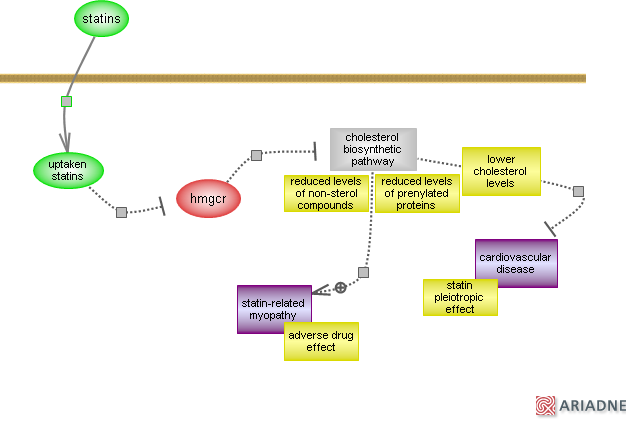 statins
uptaken
statins
hmgcr
cholesterol
biosynthetic
pathway
lower
cholesterol
levels
reduced levels
of non-sterol
compounds
reduced levels
of prenylated
proteins
cardiovascular
disease
statin
pleiotropic
effect
statin-related
myopathy
adverse drug
effect
ARIADNE